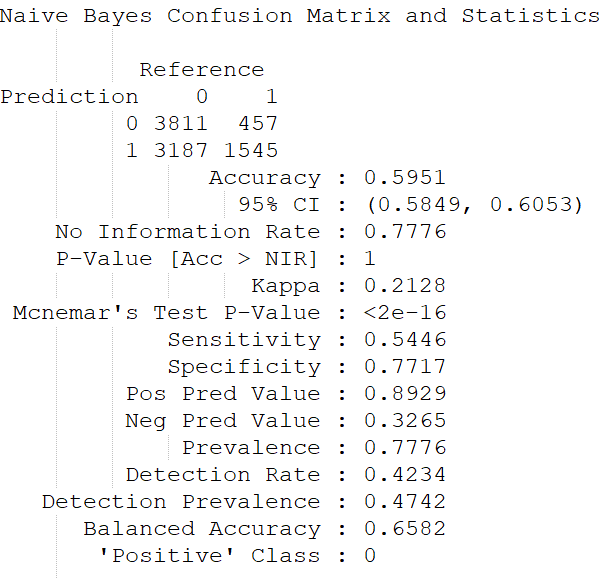 Naive Bayes Confusion Matrix and Statistics
Reference
Prediction 0 1
0 3811 457
1 3187 1545
Accuracy : 0.5951
95% CI : (0.5849, 0.6053)
No Information Rate : 0.7776
P-Value [Acc > NIR] : 1
Kappa : 0.2128
Mcnemar's Test P-Value : <2e-16
Sensitivity : 0.5446
Specificity : 0.7717
Pos Pred Value : 0.8929
Neg Pred Value : 0.3265
Prevalence : 0.7776
Detection Rate : 0.4234
Detection Prevalence : 0.4742
Balanced Accuracy : 0.6582
'Positive' Class : 0